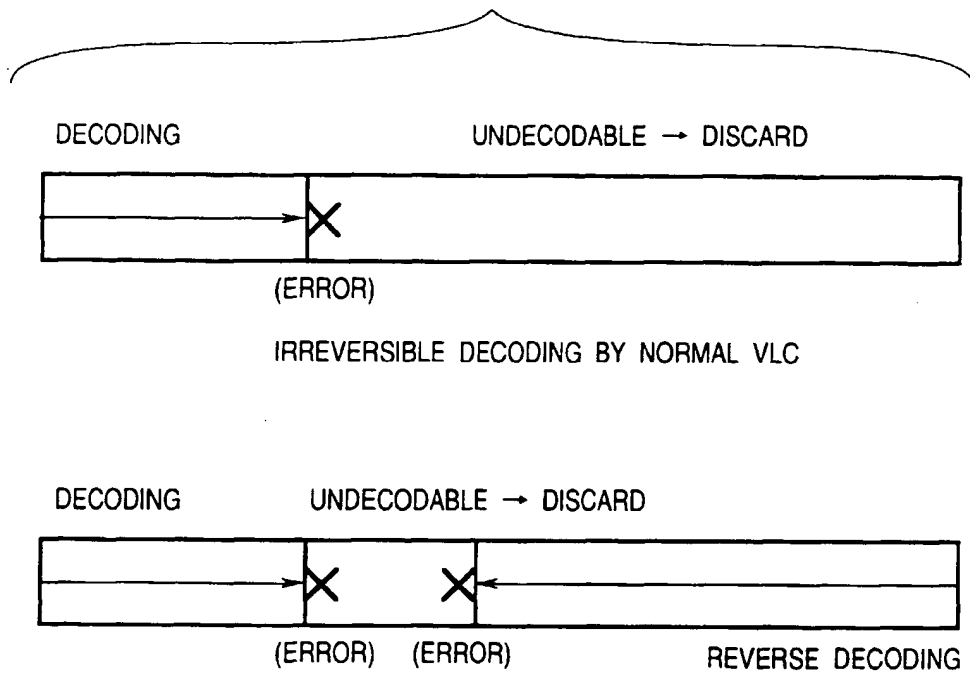 DECODING UNDECODABLE → DISCARD
(ERROR)
IRREVERSIBLE DECODING BY NORMAL VLC
DECODING UNDECODABLE → DISCARD
(ERROR) (ERROR) REVERSE DECODING